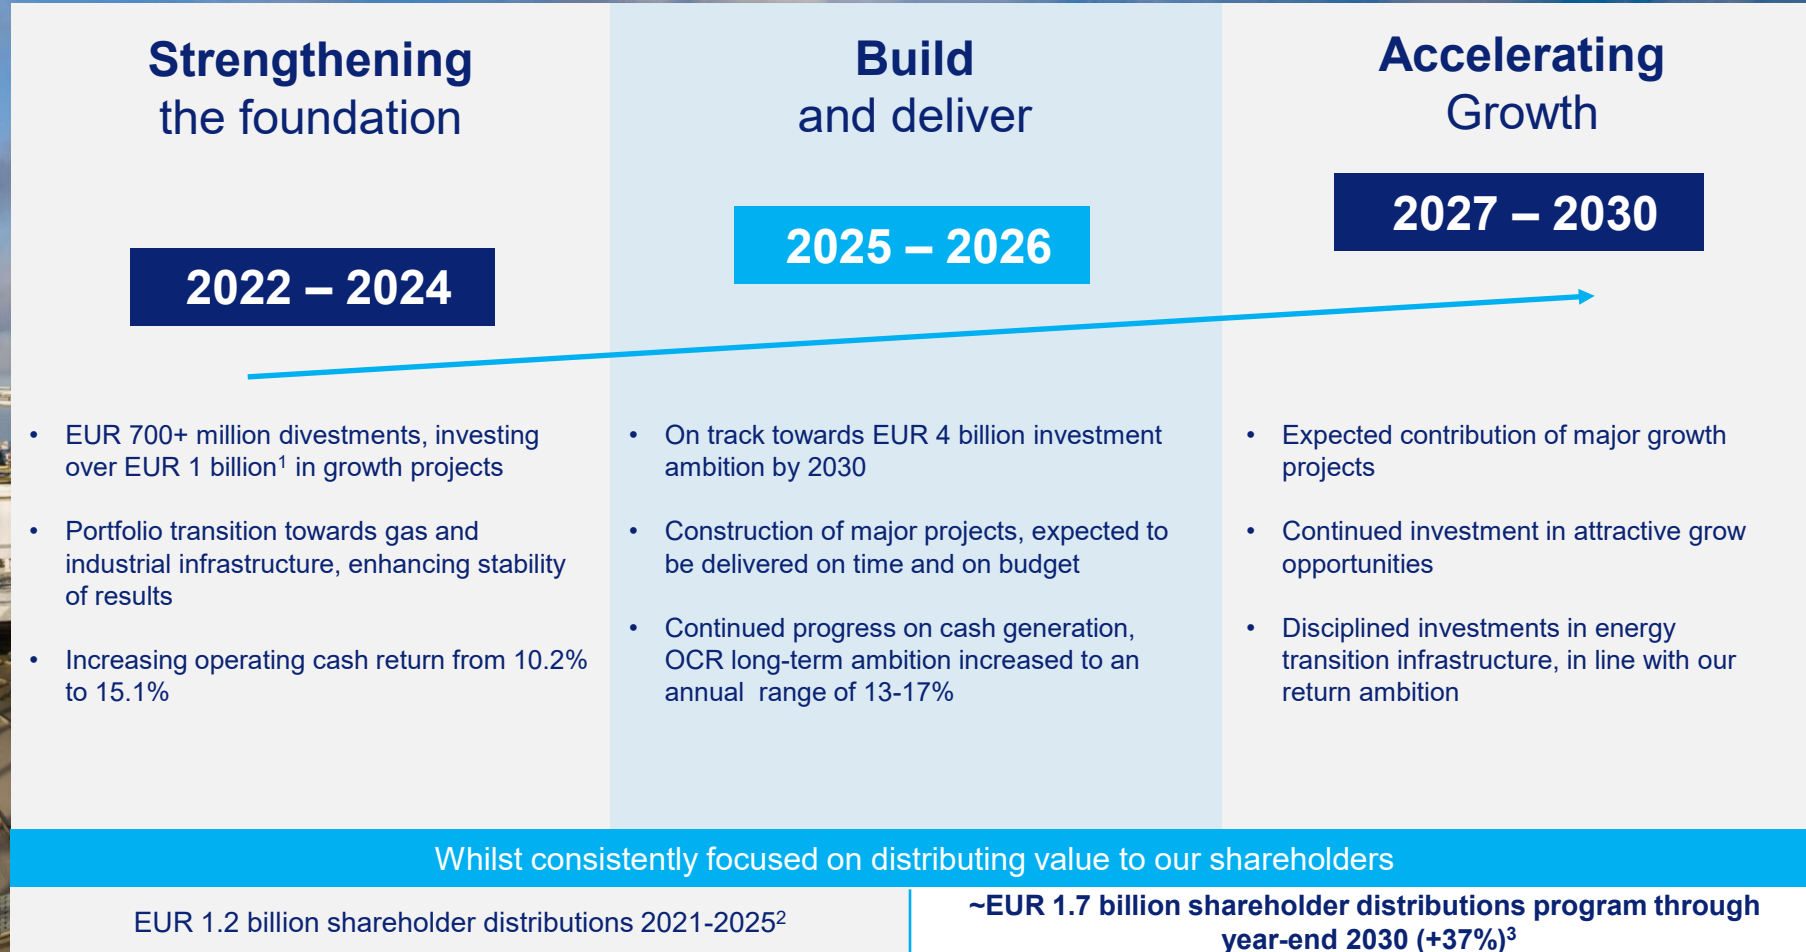 Strengthening
the foundation
2022 – 2024
• EUR 700+ million divestments, investing
over EUR 1 billion¹ in growth projects
• Portfolio transition towards gas and
industrial infrastructure, enhancing stability
of results
• Increasing operating cash return from 10.2%
to 15.1%
Build
and deliver
2025 – 2026
• On track towards EUR 4 billion investment
ambition by 2030
• Construction of major projects, expected to
be delivered on time and on budget
• Continued progress on cash generation,
OCR long-term ambition increased to an
annual  range of 13-17%
Accelerating
Growth
2027 – 2030
• Expected contribution of major growth
projects
• Continued investment in attractive grow
opportunities
• Disciplined investments in energy
transition infrastructure, in line with our
return ambition
Whilst consistently focused on distributing value to our shareholders
EUR 1.2 billion shareholder distributions 2021-2025²
~EUR 1.7 billion shareholder distributions program through
year-end 2030 (+37%)³